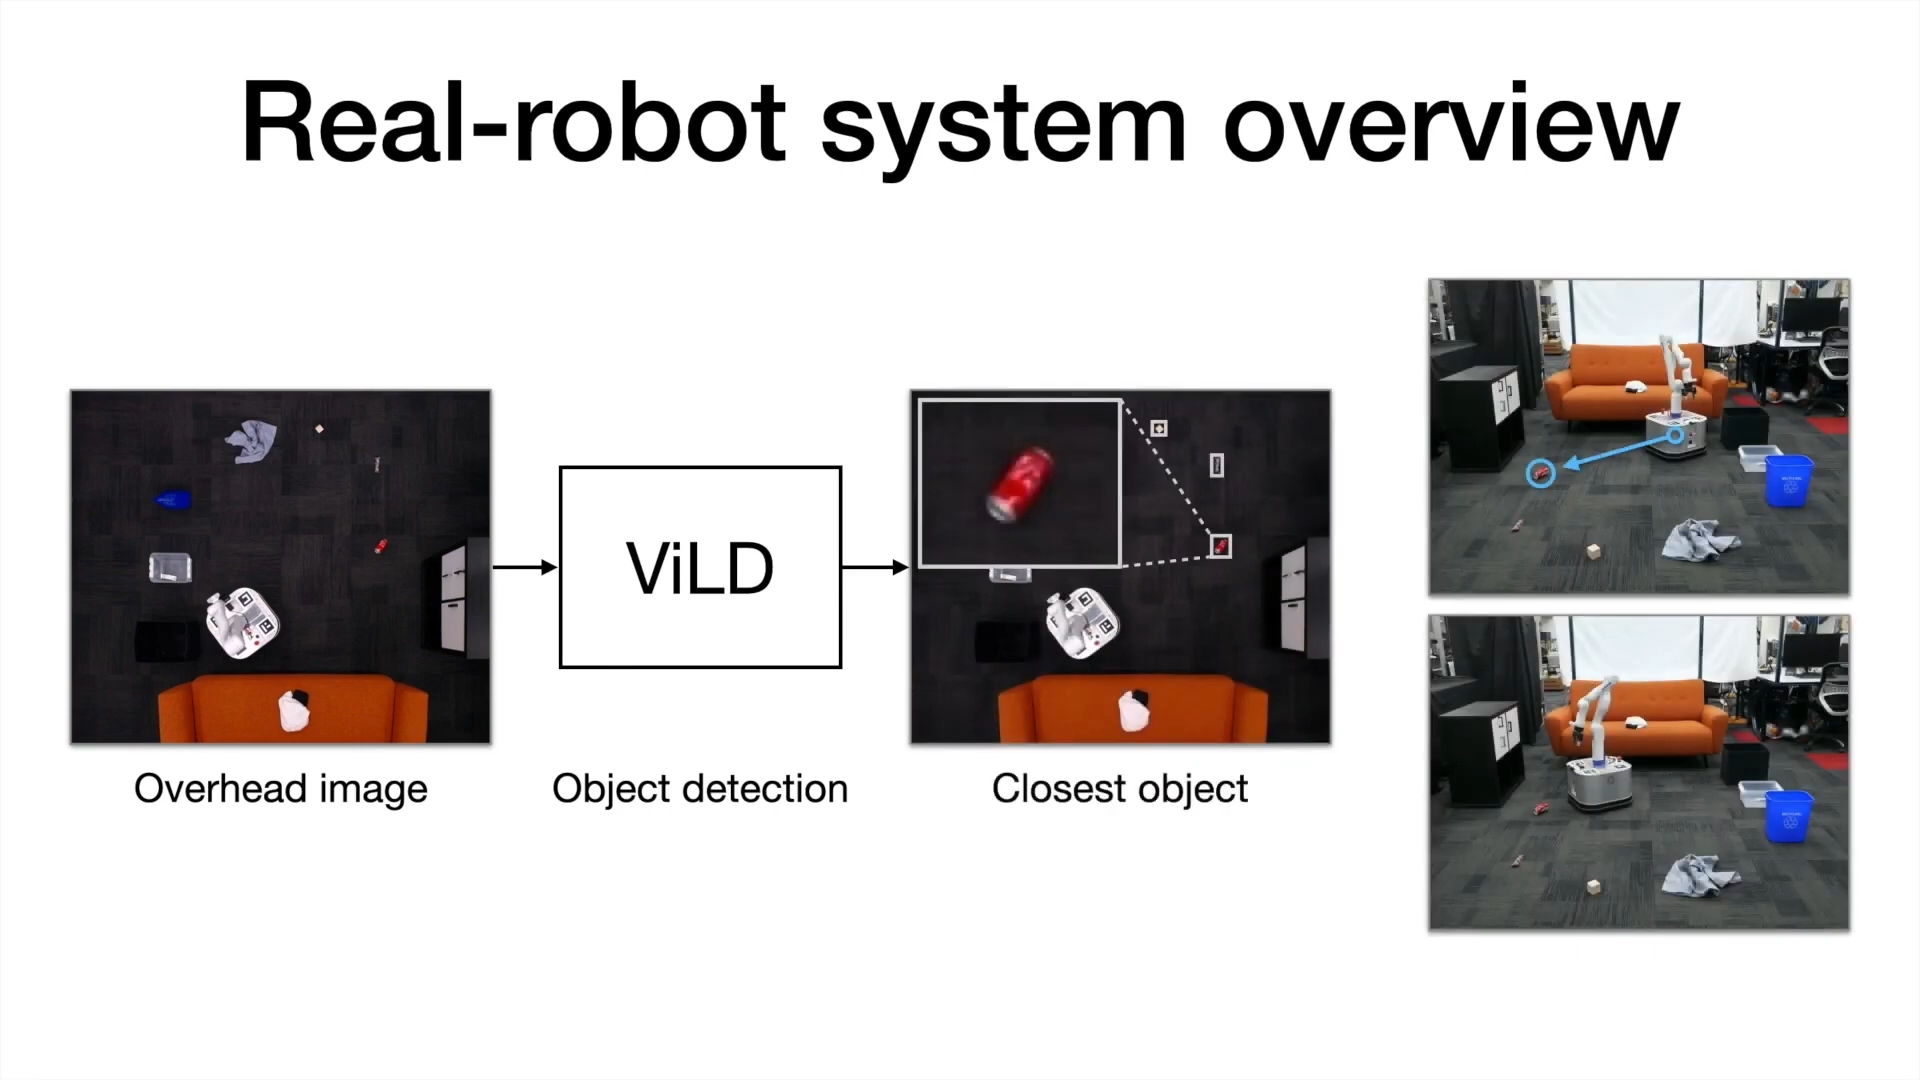 Real-robot system overview
ViLD
Overhead image
Object detection
Closest object